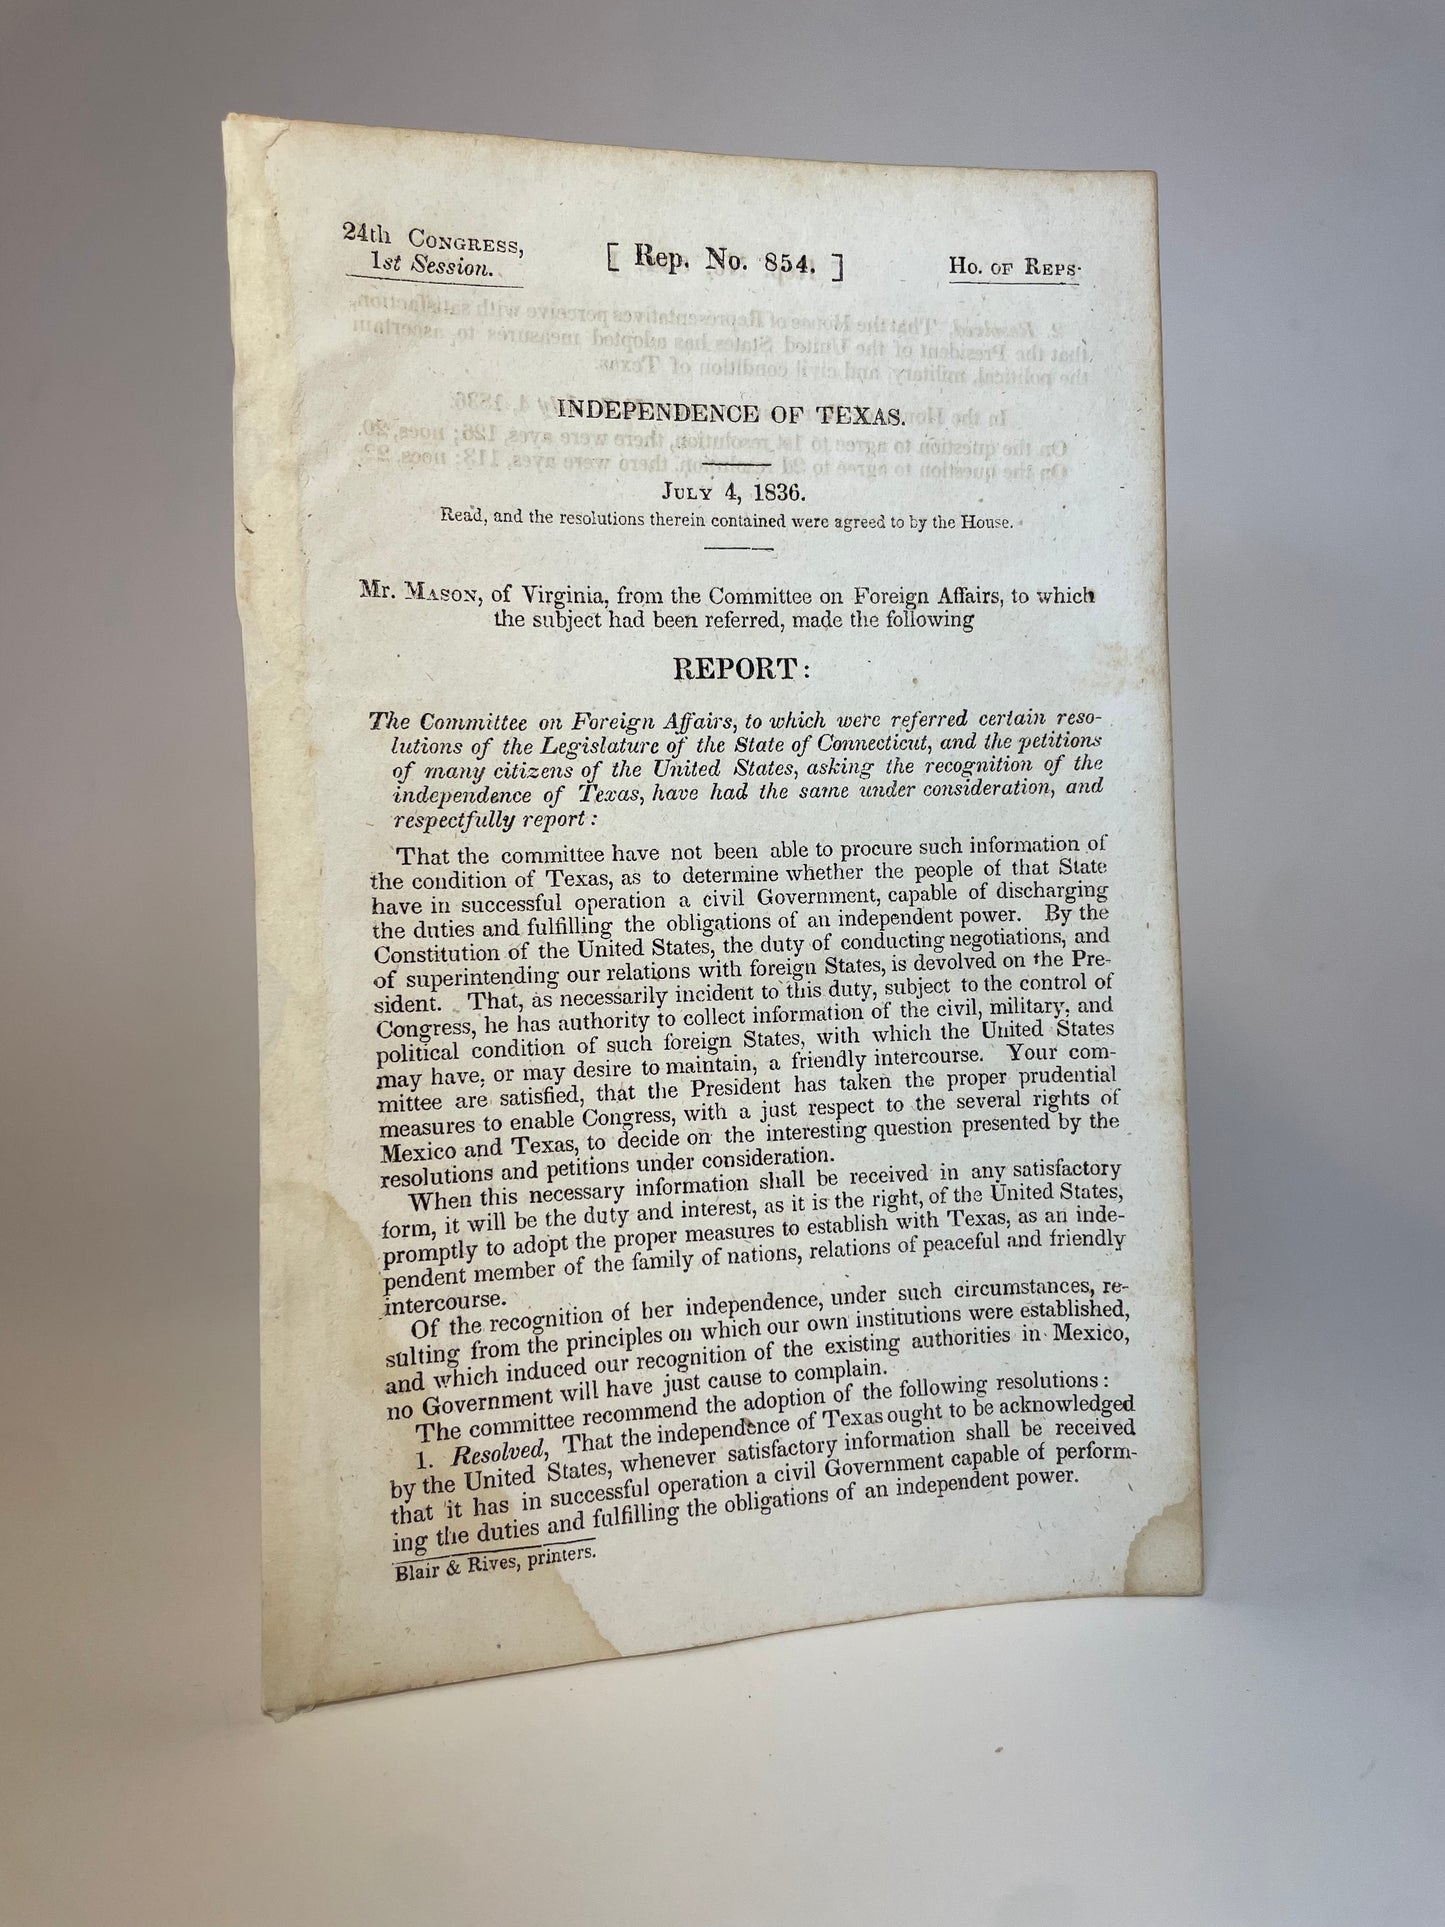 24th Congress, [ Rep. No. 854. ] Ho. of Reps.
1st Session.
INDEPENDENCE OF TEXAS.
July 4, 1836.
Read, and the resolutions therein contained were agreed to by the House.
Mr. Mason, of Virginia, from the Committee on Foreign Affairs, to which
the subject had been referred, made the following
REPORT:
The Committee on Foreign Affairs, to which were referred certain reso-
lutions of the Legislature of the State of Connecticut, and the petitions
of many citizens of the United States, asking the recognition of the
independence of Texas, have had the same under consideration, and
respectfully report:
That the committee have not been able to procure such information of
the condition of Texas, as to determine whether the people of that State
have in successful operation a civil Government, capable of discharging
the duties and fulfilling the obligations of an independent power. By the
Constitution of the United States, the duty of conducting negotiations, and
of superintending our relations with foreign States, is devolved on the Pre-
sident. That, as necessarily incident to this duty, subject to the control of
Congress, he has authority to collect information of the civil, military, and
political condition of such foreign States, with which the United States
may have, or may desire to maintain, a friendly intercourse. Your com-
mittee are satisfied, that the President has taken the proper prudential
measures to enable Congress, with a just respect to the several rights of
Mexico and Texas, to decide on the interesting question presented by the
resolutions and petitions under consideration.
When this necessary information shall be received in any satisfactory
form, it will be the duty and interest, as it is the right, of the United States,
promptly to adopt the proper measures to establish with Texas, as an inde-
pendent member of the family of nations, relations of peaceful and friendly
intercourse.
Of the recognition of her independence, under such circumstances, re-
sulting from the principles on which our own institutions were established,
and which induced our recognition of the existing authorities in Mexico,
no Government will have just cause to complain.
The committee recommend the adoption of the following resolutions:
1. Resolved, That the independence of Texas ought to be acknowledged
by the United States, whenever satisfactory information shall be received
that it has in successful operation a civil Government capable of perform-
ing the duties and fulfilling the obligations of an independent power.
Blair & Rives, printers.